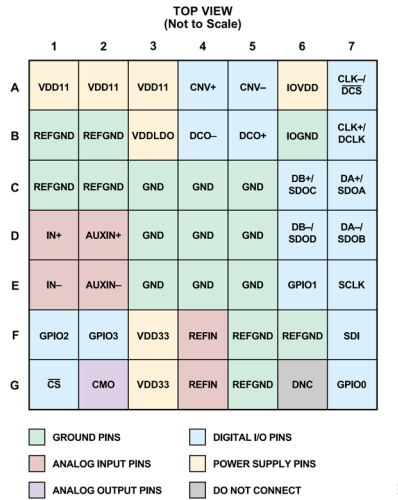 TOP VIEW
(Not to Scale)
1 2 3 4 5 6 7
A VDD11 VDD11 VDD11 CNV+ CNV– IOVDD CLK–/
DCS
B REFGND REFGND VDDLDO DCO– DCO+ IOGND CLK+/
DCLK
C REFGND REFGND GND GND GND DB+/
SDOC DA+/
SDOA
D IN+ AUXIN+ GND GND GND DB–/
SDOD DA–/
SDOB
E IN– AUXIN– GND GND GND GPIO1 SCLK
F GPIO2 GPIO3 VDD33 REFIN REFGND REFGND SDI
G CS CMO VDD33 REFIN REFGND DNC GPIO0
GROUND PINS
DIGITAL I/O PINS
ANALOG INPUT PINS
POWER SUPPLY PINS
ANALOG OUTPUT PINS
DO NOT CONNECT